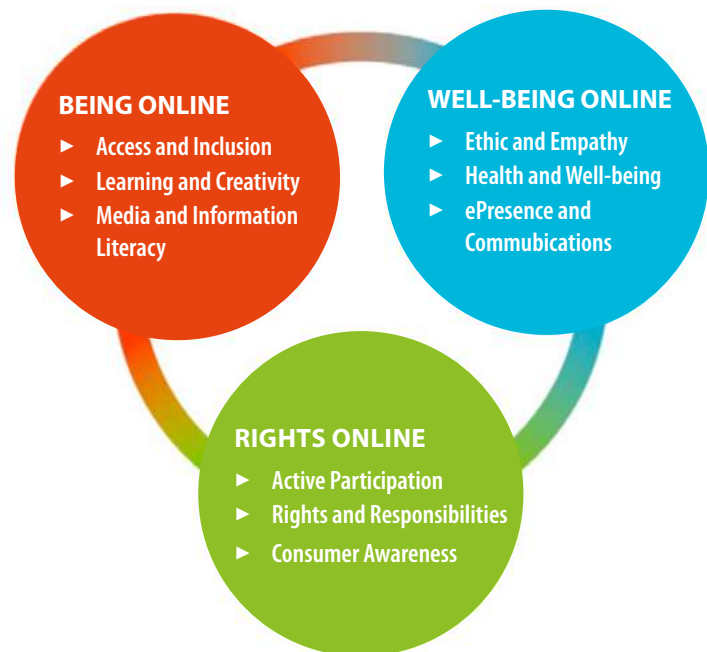 BEING ONLINE
► Access and Inclusion
► Learning and Creativity
► Media and Information
Literacy
WELL-BEING ONLINE
► Ethic and Empathy
► Health and Well-being
► ePresence and
Commubications
RIGHTS ONLINE
► Active Participation
► Rights and Responsibilities
► Consumer Awareness